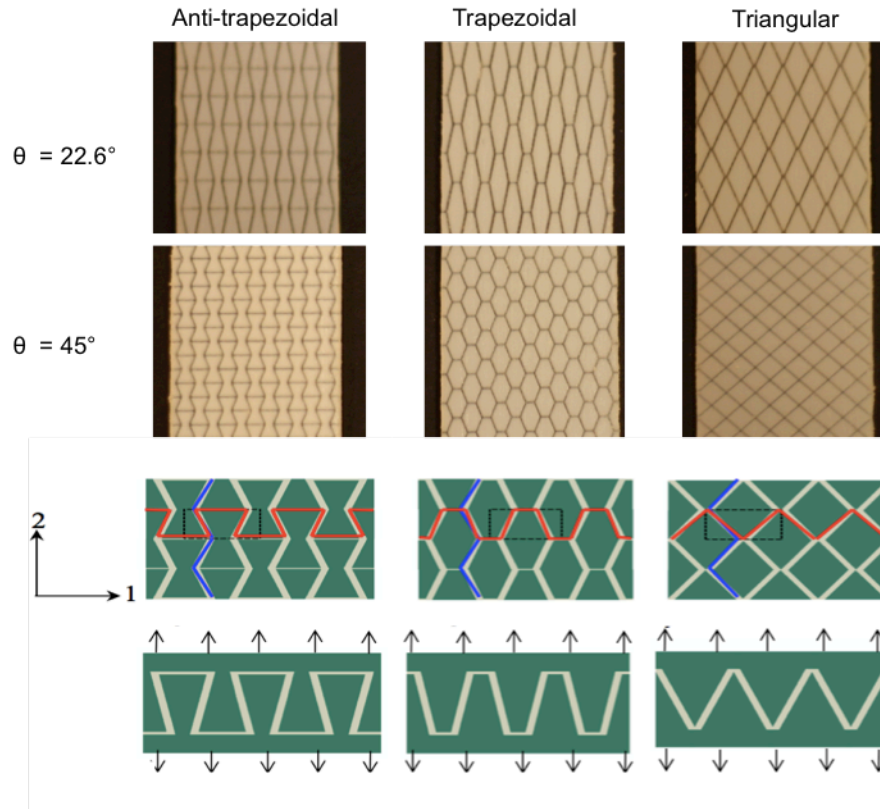 Anti-trapezoidal Trapezoidal Triangular
θ = 22.6°
θ = 45°
2
1